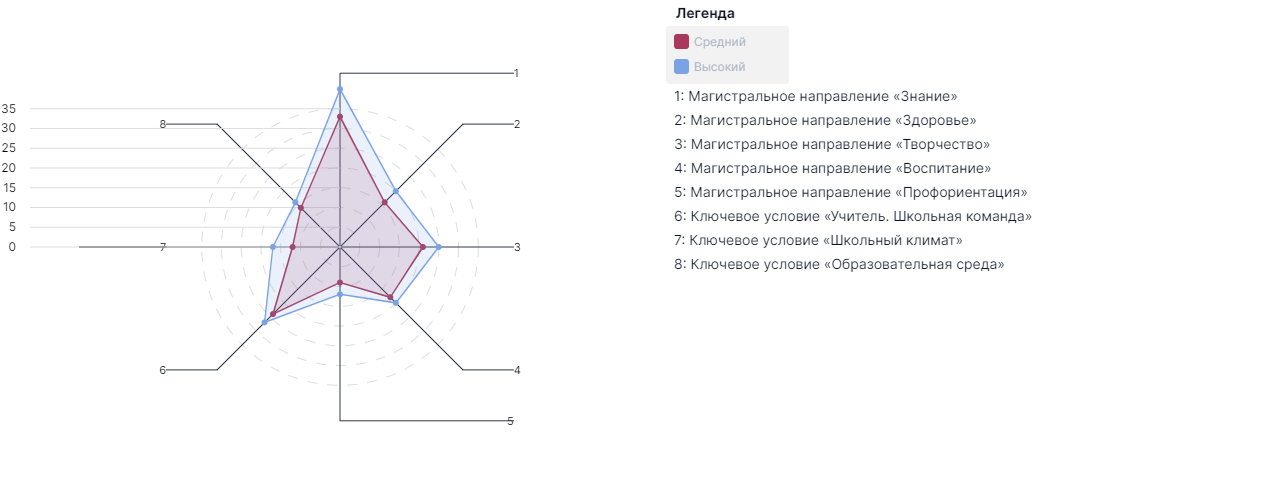 Легенда
Средний
Высокий
1: Магистральное направление «Знание»
2: Магистральное направление «Здоровье»
3: Магистральное направление «Творчество»
4: Магистральное направление «Воспитание»
5: Магистральное направление «Профориентация»
6: Ключевое условие «Учитель. Школьная команда»
7: Ключевое условие «Школьный климат»
8: Ключевое условие «Образовательная среда»
35
30
25
20
15
10
5
0
1
2
3
4
5
6
7
8